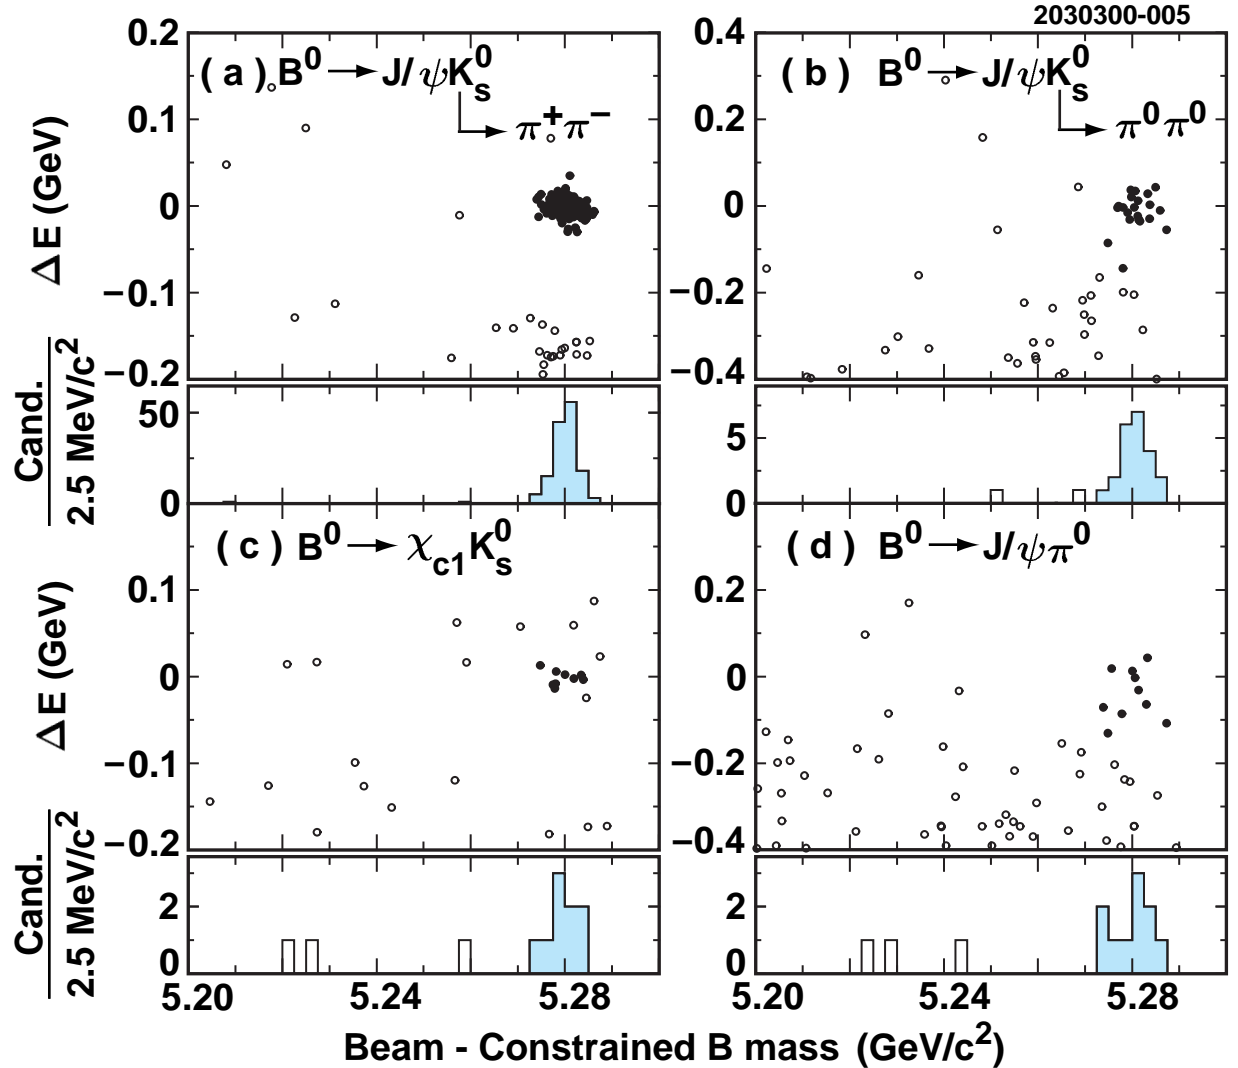 2030300-005
0.2
0.1
0
−0.1
−0.2
ΔE (GeV)
(a) B⁰ → J/ψK⁰s
π⁺π⁻
0.4
0.2
0
−0.2
−0.4
(b) B⁰ → J/ψK⁰s
π⁰π⁰
Cand.
2.5 MeV/c²
50
0
5
0
ΔE (GeV)
0.1
0
−0.1
−0.2
(c) B⁰ → χc1K⁰s
0.2
0
−0.2
−0.4
(d) B⁰ → J/ψπ⁰
Cand.
2.5 MeV/c²
2
0
2
0
5.20 5.24 5.28
5.20 5.24 5.28
Beam - Constrained B mass (GeV/c²)